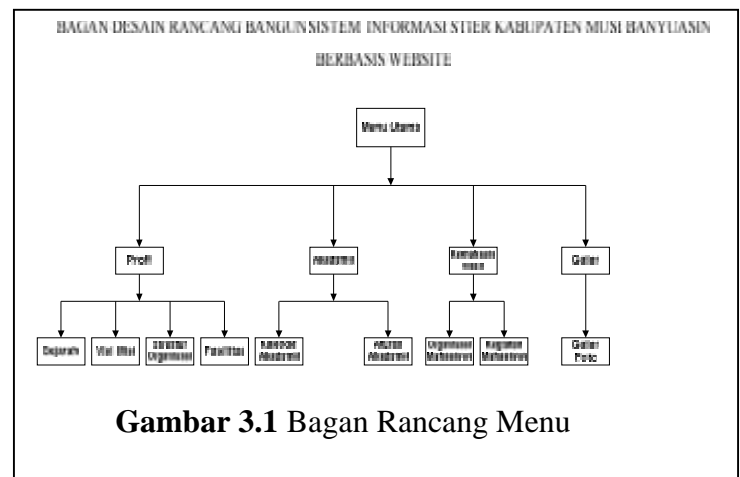 BAGAN DESAIN RANCANG BANGUN SISTEM INFORMASI STIER KABUPATEN MUSI BANYUASIN
BERBASIS WEBSITE
Menu Utama
Profil
Akademik
Kemahasis
waan
Galeri
Sejarah
Visi Misi
Struktur
Organisasi
Fasilitas
Kalender
Akademik
Aturan
Akademik
Organisasi
Mahasiswa
Kegiatan
Mahasiswa
Galeri
Foto
Gambar 3.1 Bagan Rancang Menu